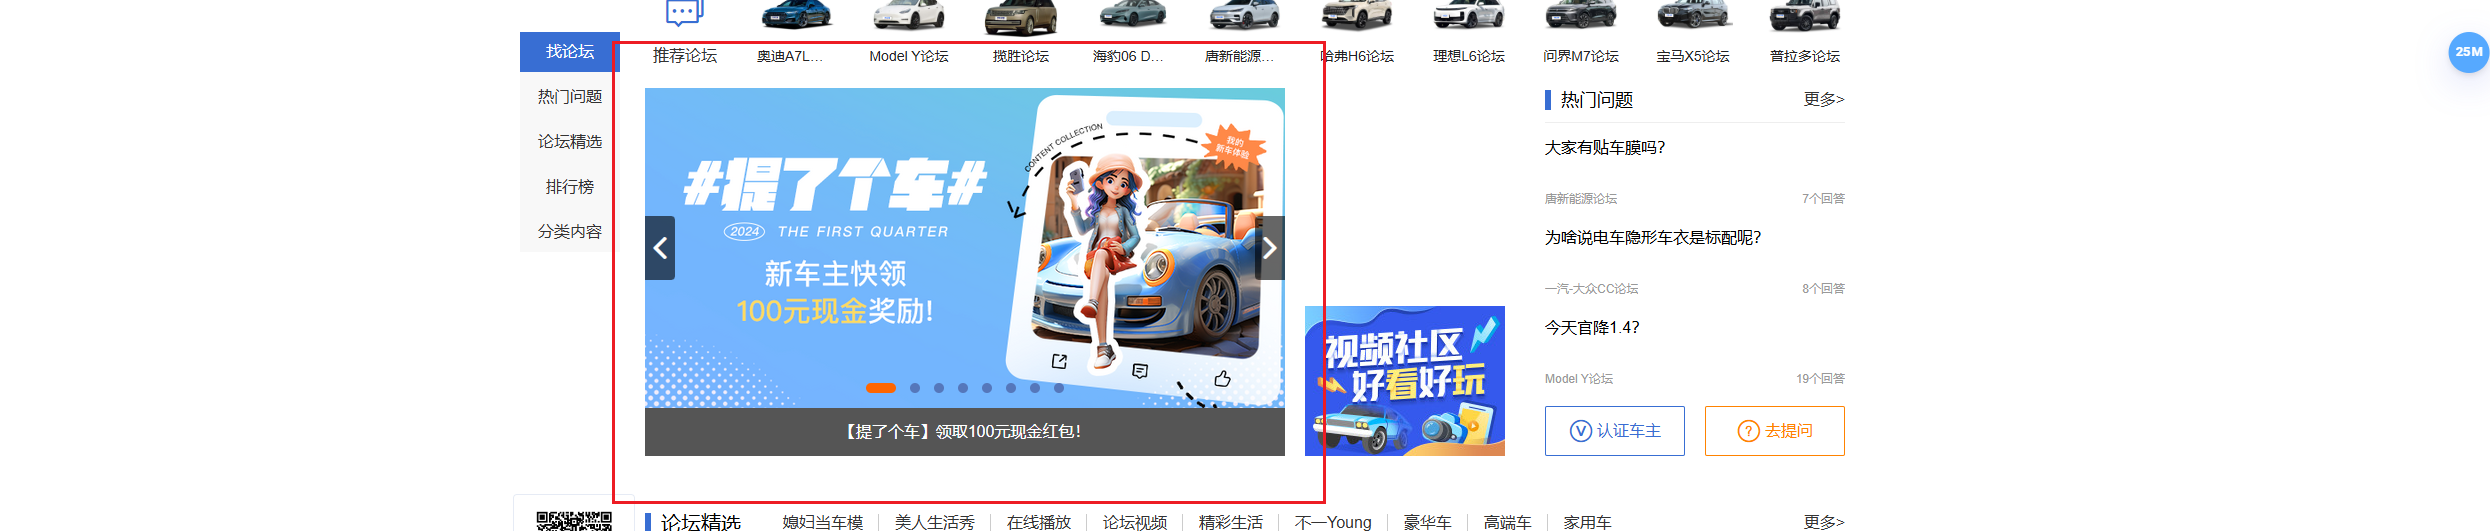 找论坛
热门问题
论坛精选
排行榜
分类内容
推荐论坛
奥迪A7L...
Model Y论坛
揽胜论坛
海豹06 D...
唐新能源...
哈弗H6论坛
理想L6论坛
问界M7论坛
宝马X5论坛
普拉多论坛
25M
#提了个车#
2024 THE FIRST QUARTER
新车主快领
100元现金奖励!
CONTENT COLLECTION
我的
新车体验
【提了个车】领取100元现金红包!
视频社区
好看好玩
热门问题 更多>
大家有贴车膜吗?
唐新能源论坛 7个回答
为啥说电车隐形车衣是标配呢?
一汽-大众CC论坛 8个回答
今天官降1.4?
Model Y论坛 19个回答
认证车主
去提问
论坛精选 媳妇当车模 美人生活秀 在线播放 论坛视频 精彩生活 不一Young 豪华车 高端车 家用车 更多>